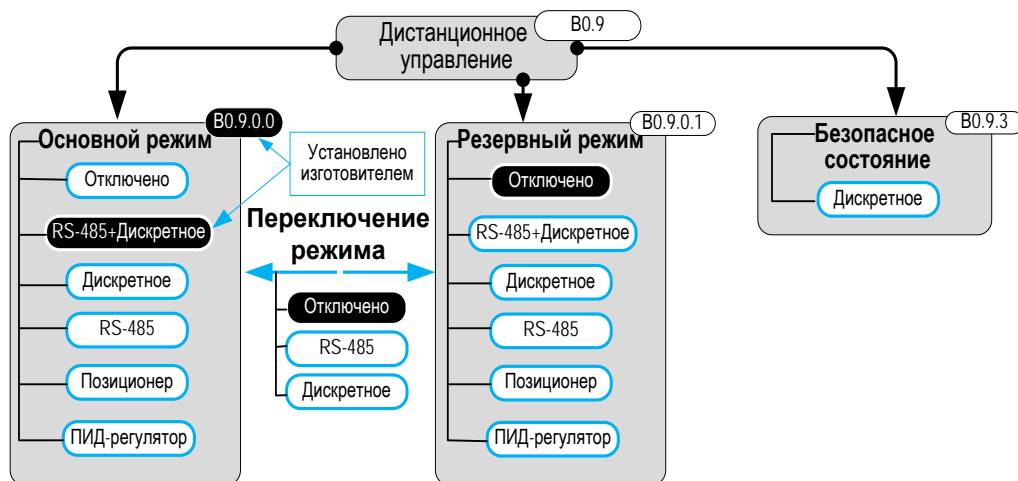 Дистанционное
управление
B0.9
Основной режим
B0.9.0.0
Отключено
RS-485+Дискретное
Дискретное
RS-485
Позиционер
ПИД-регулятор
Установлено
изготовителем
Переключение
режима
Отключено
RS-485
Дискретное
Резервный режим
B0.9.0.1
Отключено
RS-485+Дискретное
Дискретное
RS-485
Позиционер
ПИД-регулятор
Безопасное
состояние
B0.9.3
Дискретное